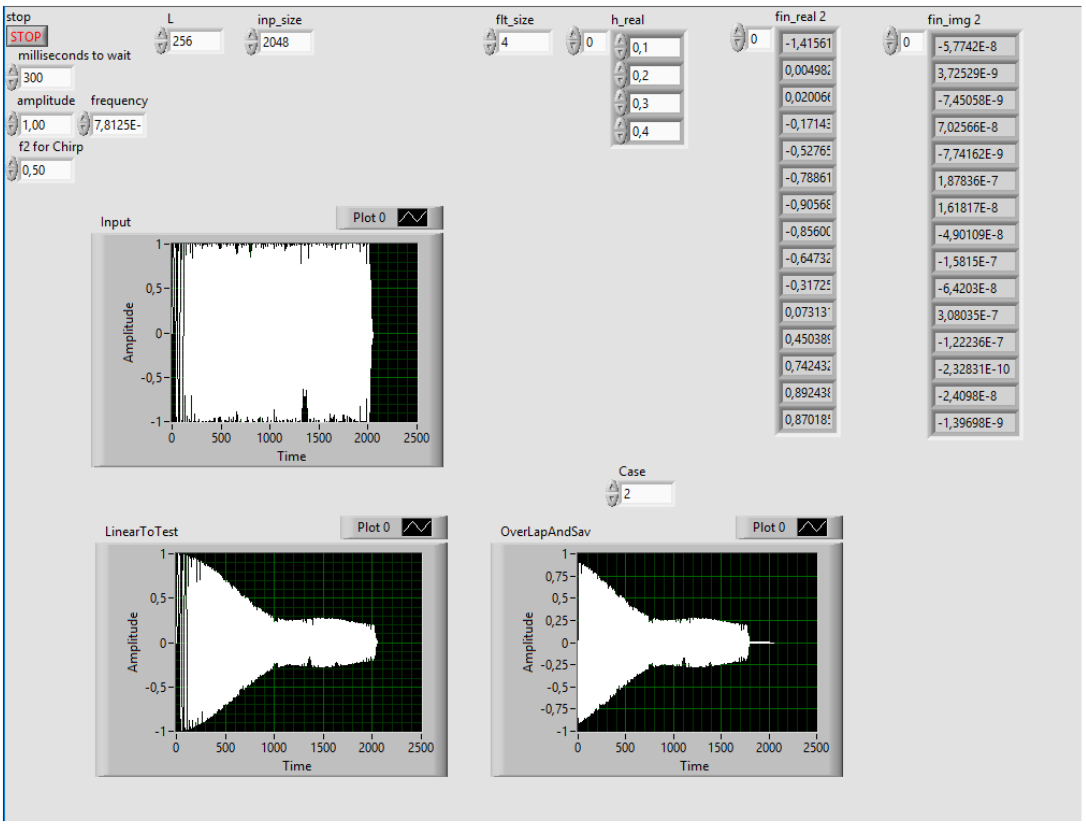 stop
STOP
milliseconds to wait
300
amplitude frequency
1,00 7,8125E-
f2 for Chirp
0,50
L
256
inp_size
2048
flt_size
4
h_real
0
0,1
0,2
0,3
0,4
fin_real 2
0
-1,41561
0,004982
0,020066
-0,17143
-0,52765
-0,78861
-0,90568
-0,85600
-0,64732
-0,31725
0,073131
0,450389
0,742432
0,892438
0,870185
fin_img 2
0
-5,7742E-8
3,72529E-9
-7,45058E-9
7,02566E-8
-7,74162E-9
1,87836E-7
1,61817E-8
-4,90109E-8
-1,5815E-7
-6,4203E-8
3,08035E-7
-1,22236E-7
-2,32831E-10
-2,4098E-8
-1,39698E-9
Input
Plot 0
Amplitude
1
0,5
0
-0,5
-1
0 500 1000 1500 2000 2500
Time
Case
2
LinearToTest
Plot 0
Amplitude
1
0,5
0
-0,5
-1
0 500 1000 1500 2000 2500
Time
OverLapAndSav
Plot 0
Amplitude
1
0,75
0,5
0,25
0
-0,25
-0,5
-0,75
-1
0 500 1000 1500 2000 2500
Time